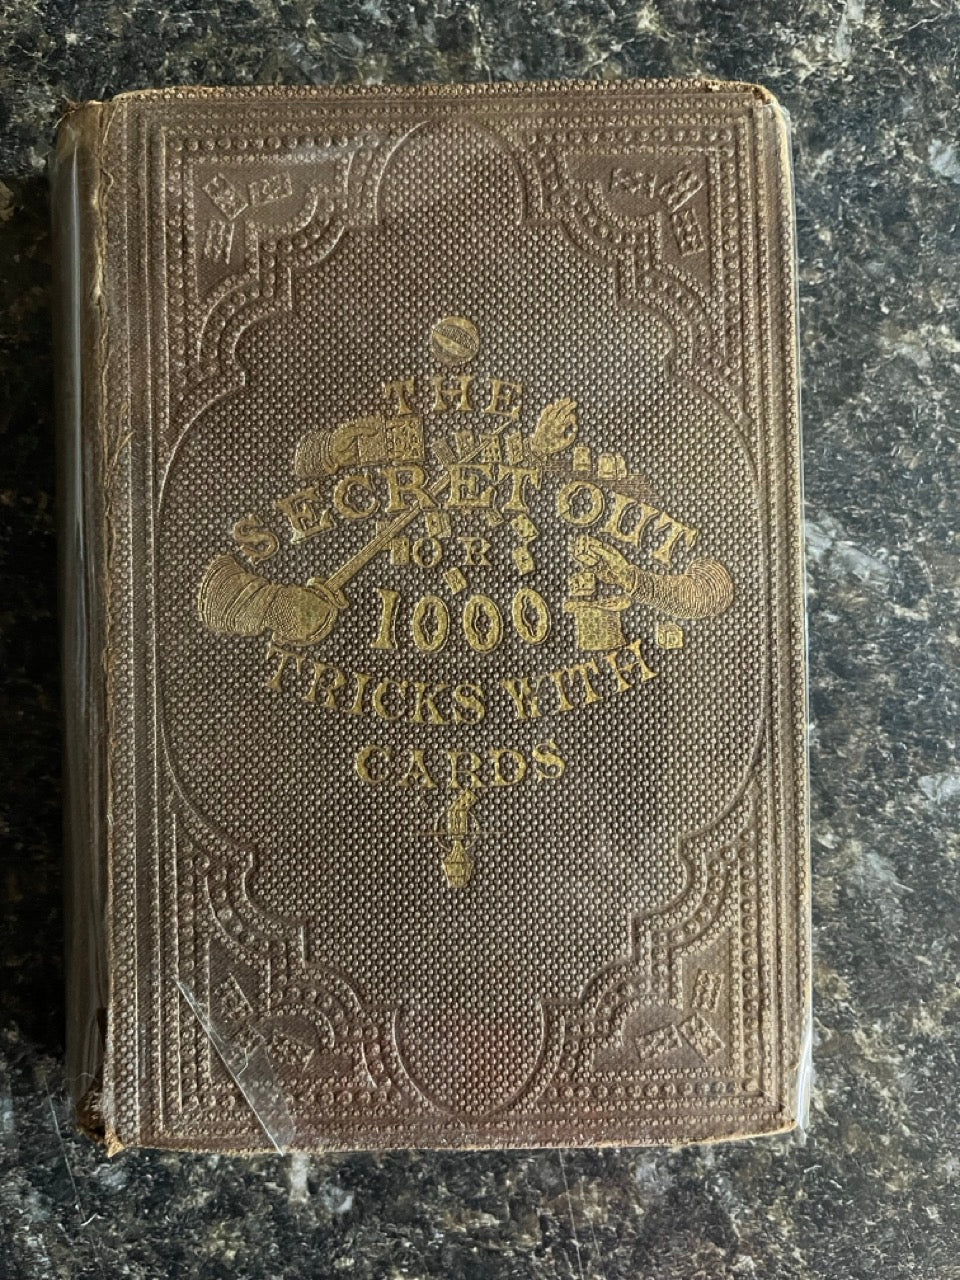 THE
SECRET OUT
OR
1000
TRICKS WITH
CARDS